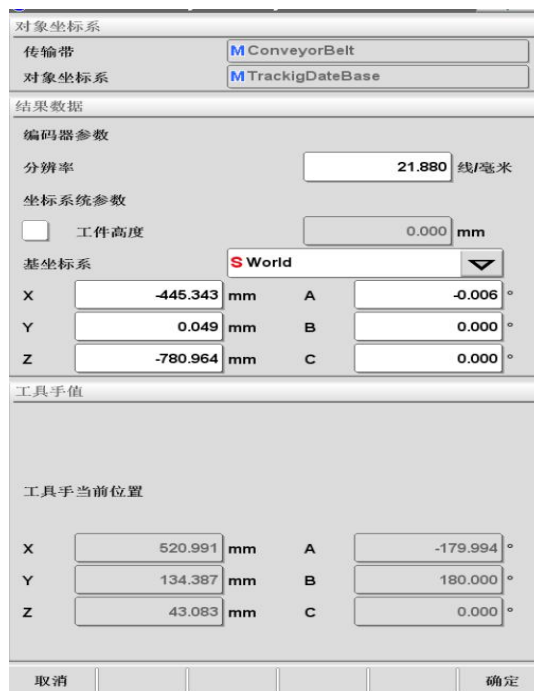 对象坐标系
传输带 M ConveyorBelt
对象坐标系 M TrackigDateBase
结果数据
编码器参数
分辨率 21.880 线/毫米
坐标系统参数
工件高度 0.000 mm
基坐标系 S World
X -445.343 mm A -0.006 °
Y 0.049 mm B 0.000 °
Z -780.964 mm C 0.000 °
工具手值
工具手当前位置
X 520.991 mm A -179.994 °
Y 134.387 mm B 180.000 °
Z 43.083 mm C 0.000 °
取消 确定